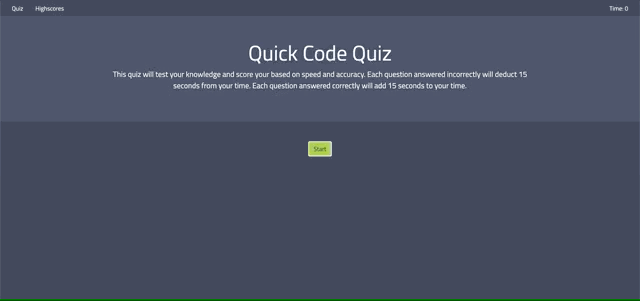 Quiz Highscores Time: 0
Quick Code Quiz
This quiz will test your knowledge and score your based on speed and accuracy. Each question answered incorrectly will deduct 15
seconds from your time. Each question answered correctly will add 15 seconds to your time.
Start